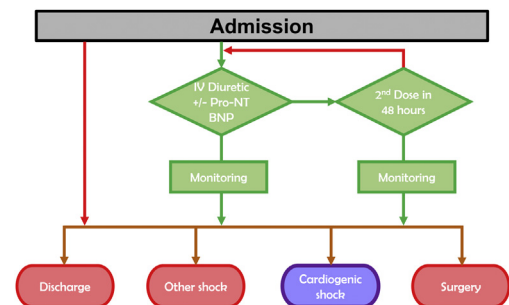 Admission
IV Diuretic
+/- Pro-NT
BNP
2nd Dose in
48 hours
Monitoring
Monitoring
Discharge
Other shock
Cardiogenic
shock
Surgery